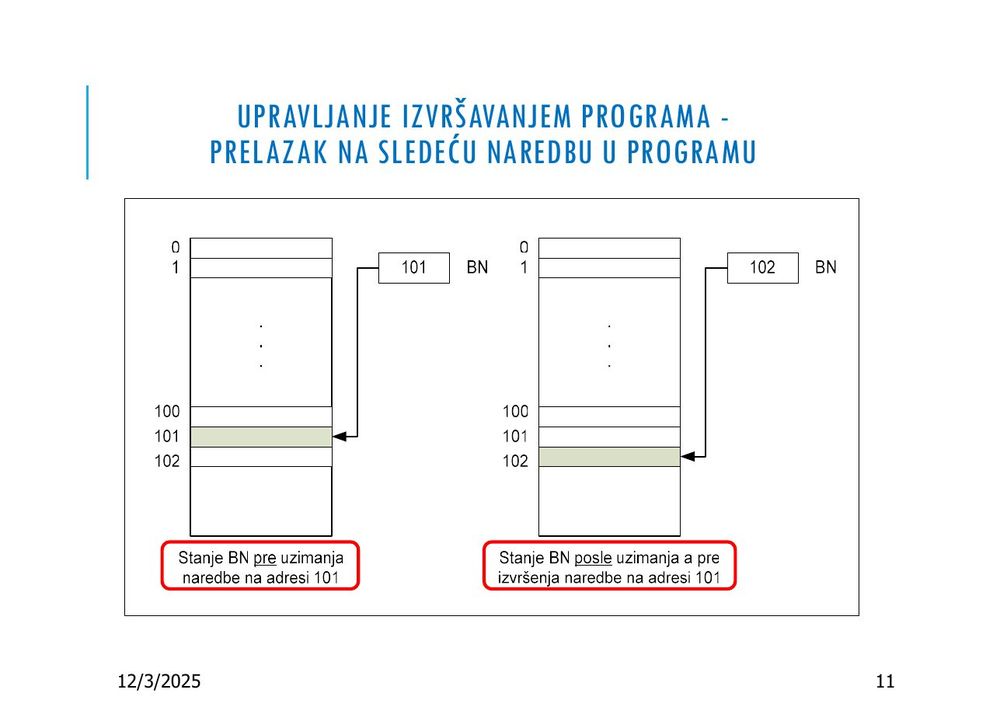 UPRAVLJANJE IZVRŠAVANJEM PROGRAMA -
PRELAZAK NA SLEDEĆU NAREDBU U PROGRAMU
0
1
101 BN
.
.
.
100
101
102
Stanje BN pre uzimanja
naredbe na adresi 101
0
1
102 BN
.
.
.
100
101
102
Stanje BN posle uzimanja a pre
izvršenja naredbe na adresi 101
12/3/2025
11